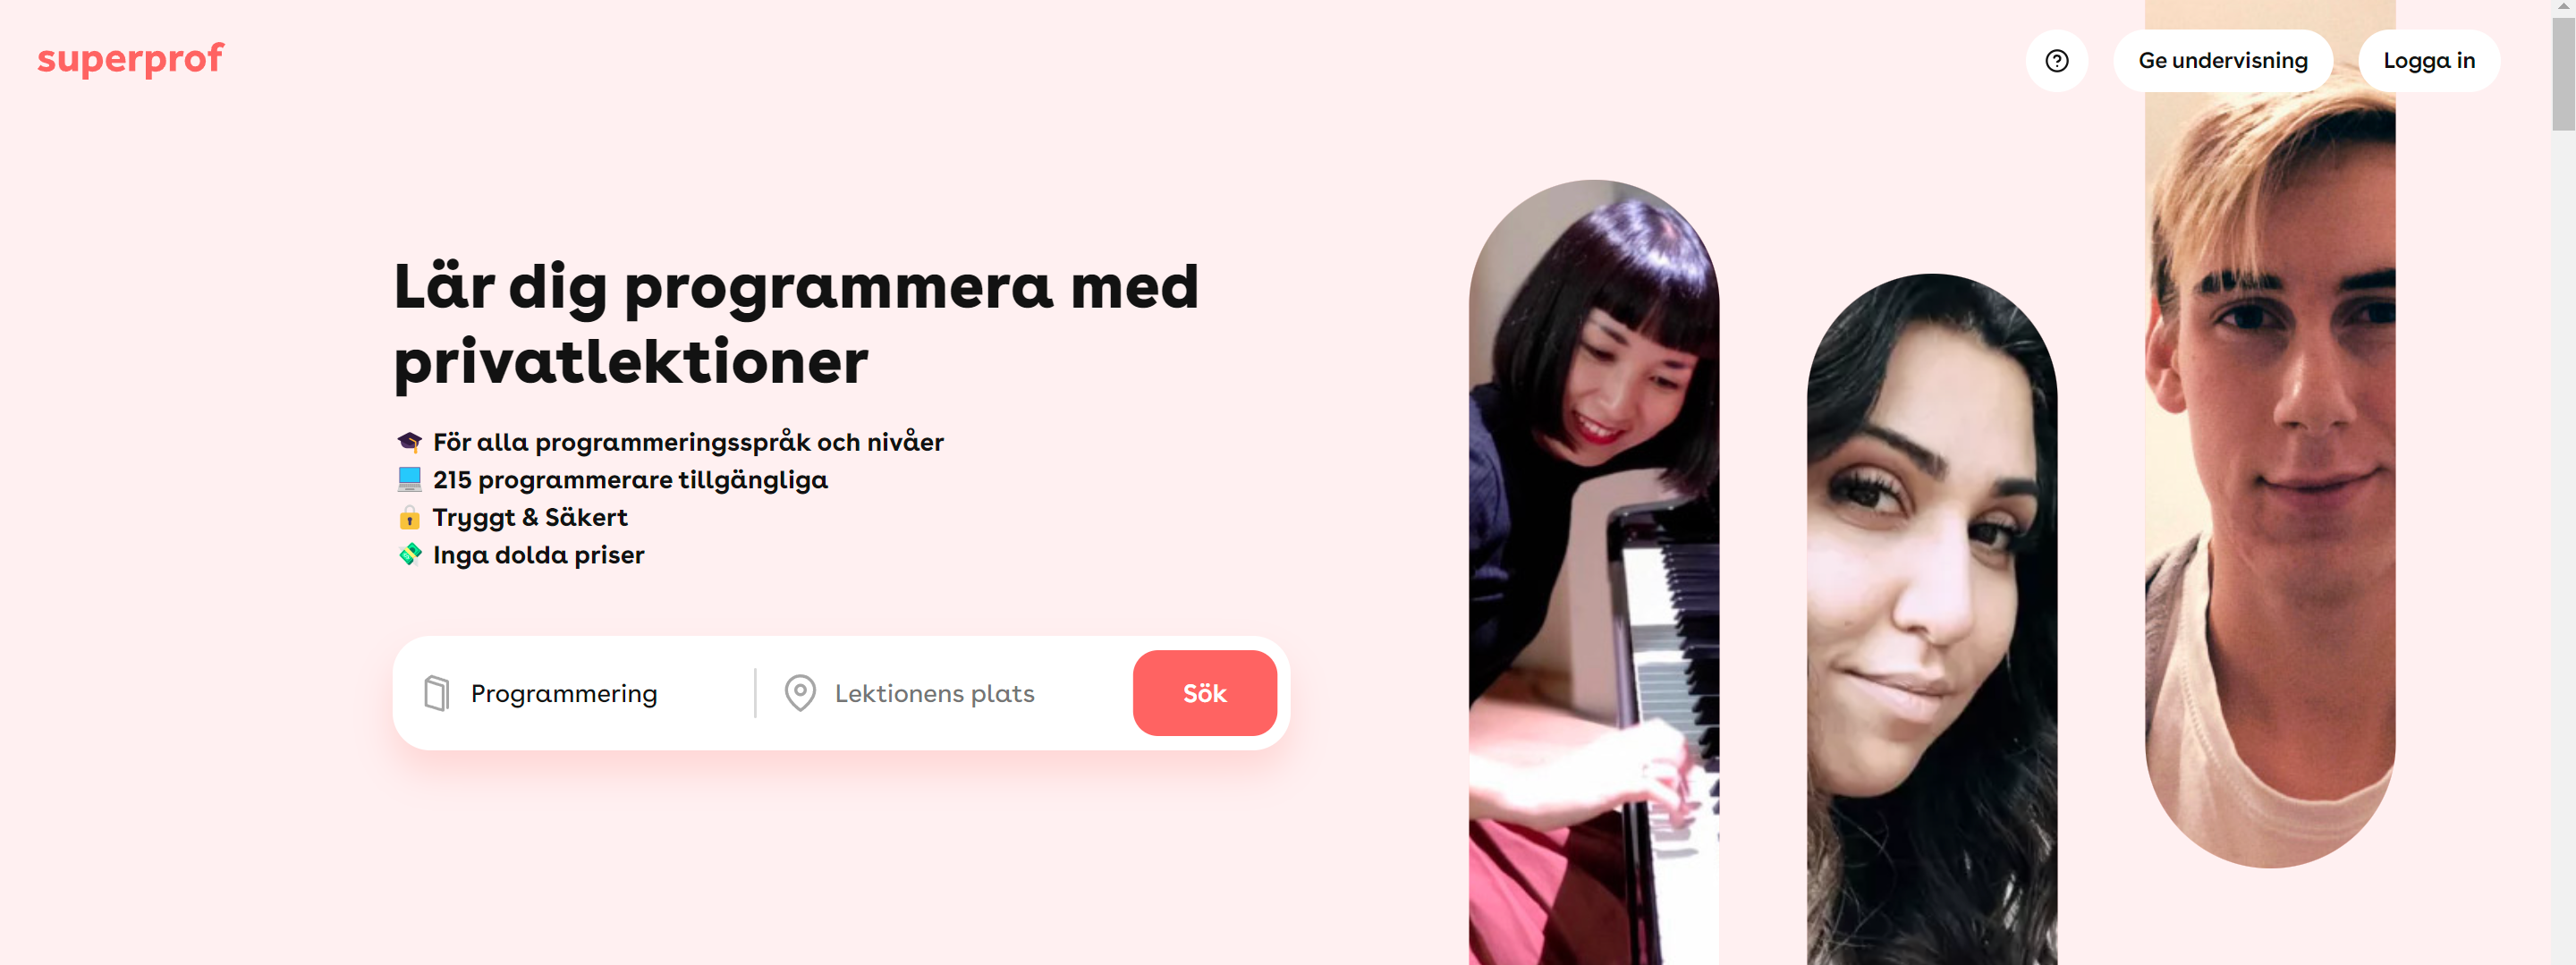 superprof
Ge undervisning
Logga in
Lär dig programmera med
privatlektioner
För alla programmeringsspråk och nivåer
215 programmerare tillgängliga
Tryggt & Säkert
Inga dolda priser
Programmering
Lektionens plats
Sök